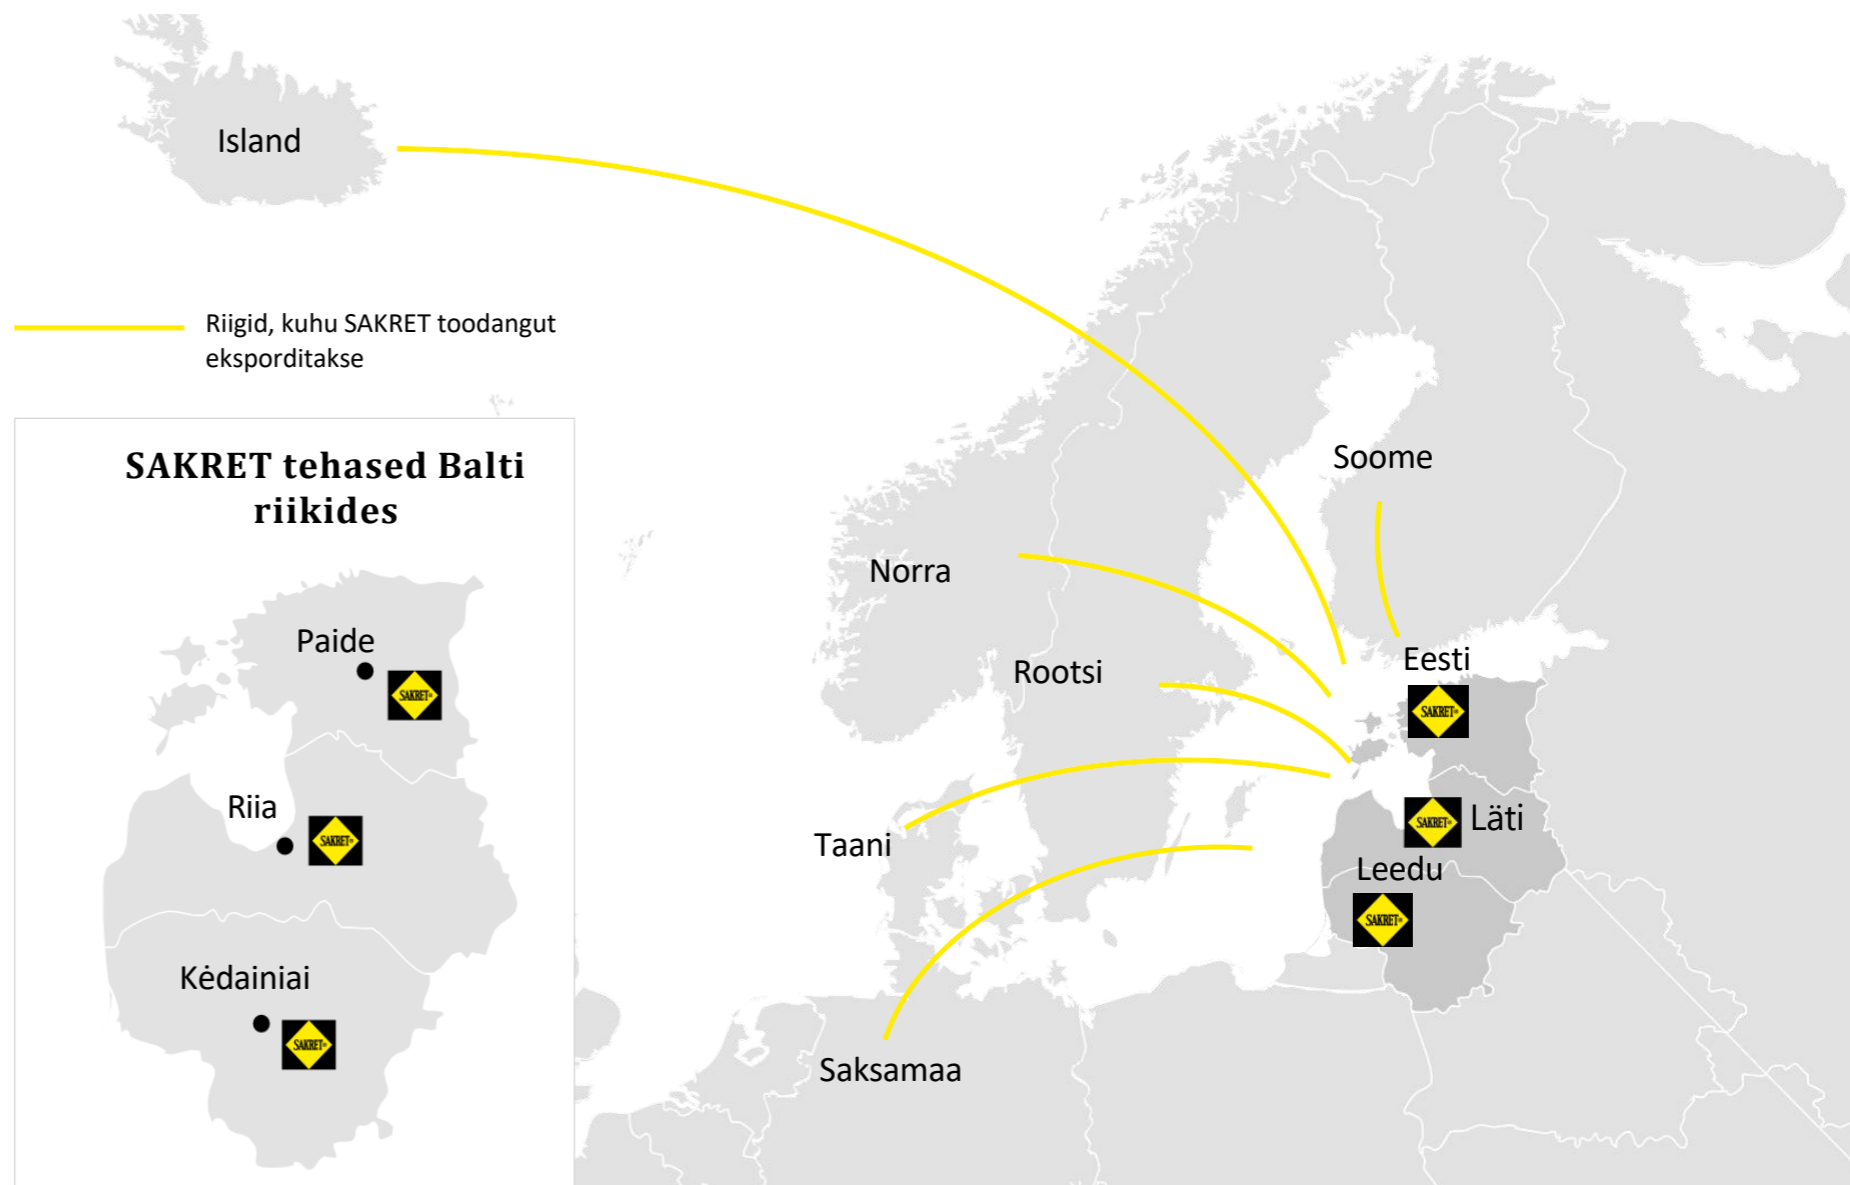 Island
Riigid, kuhu SAKRET toodangut
eksporditakse
SAKRET tehased Balti
riikides
Paide
SAKRET®
Riia
SAKRET®
Kėdainiai
SAKRET®
Soome
Norra
Rootsi
Eesti
SAKRET®
Taani
SAKRET®
Läti
Leedu
SAKRET®
Saksamaa